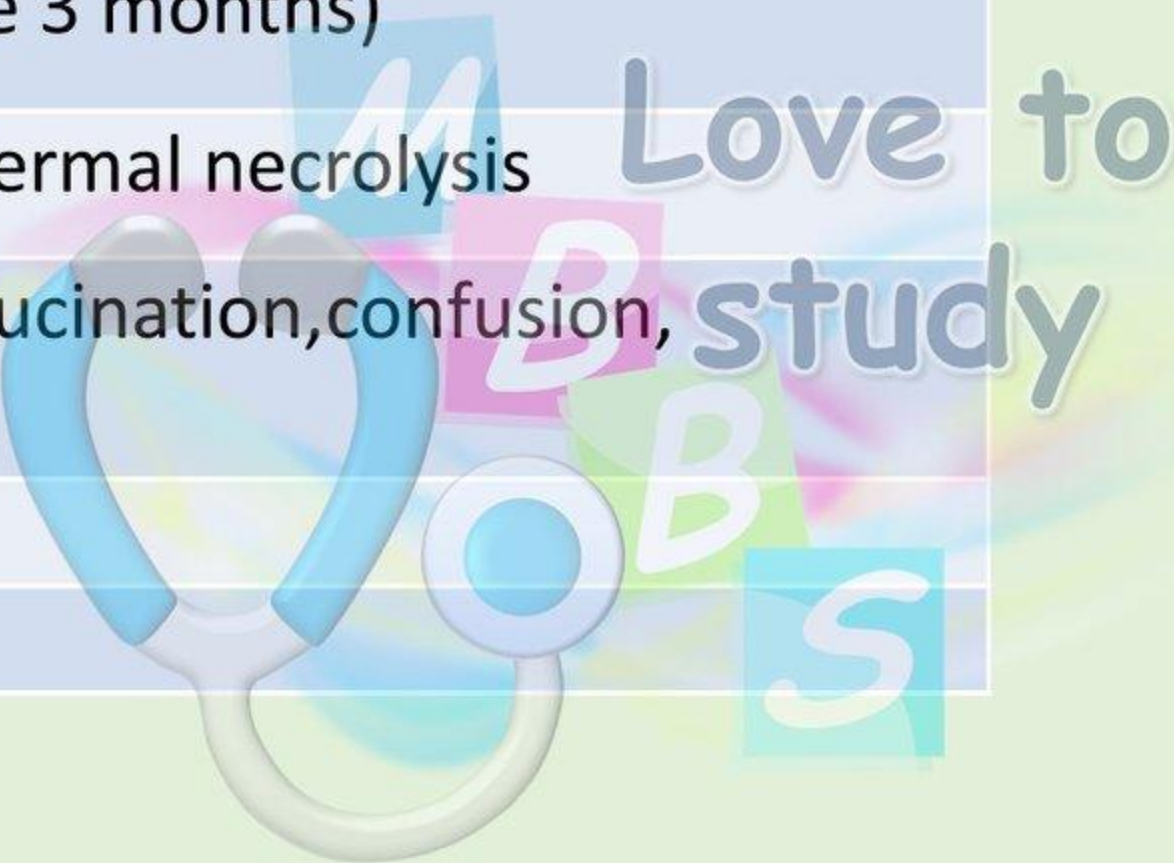 e 3 months)
ermal necrolysis
ucination,confusion,
Love to
study
M
B
B
S